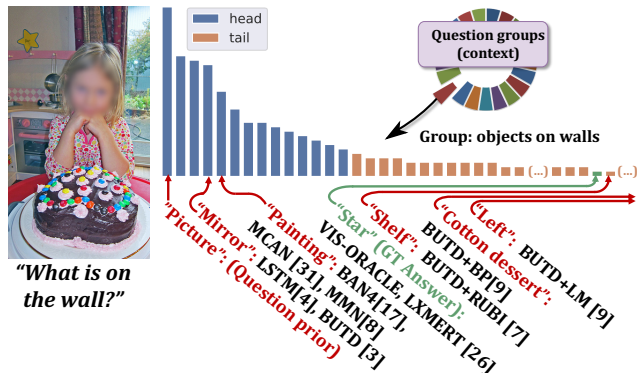 head
tail
Question groups
(context)
Group: objects on walls
(...)
(...)
"Picture": (Question prior)
"Mirror": LSTM[4], BUTD [3]
"Painting": BAN4[17],
MCAN [31], MMN[8]
"Star" (GT Answer):
VIS-ORACLE, LXMERT [26]
"Shelf": BUTD+RUBI [7]
"Cotton dessert":
BUTD+BP[9]
"Left": BUTD+LM [9]
"What is on
the wall?"